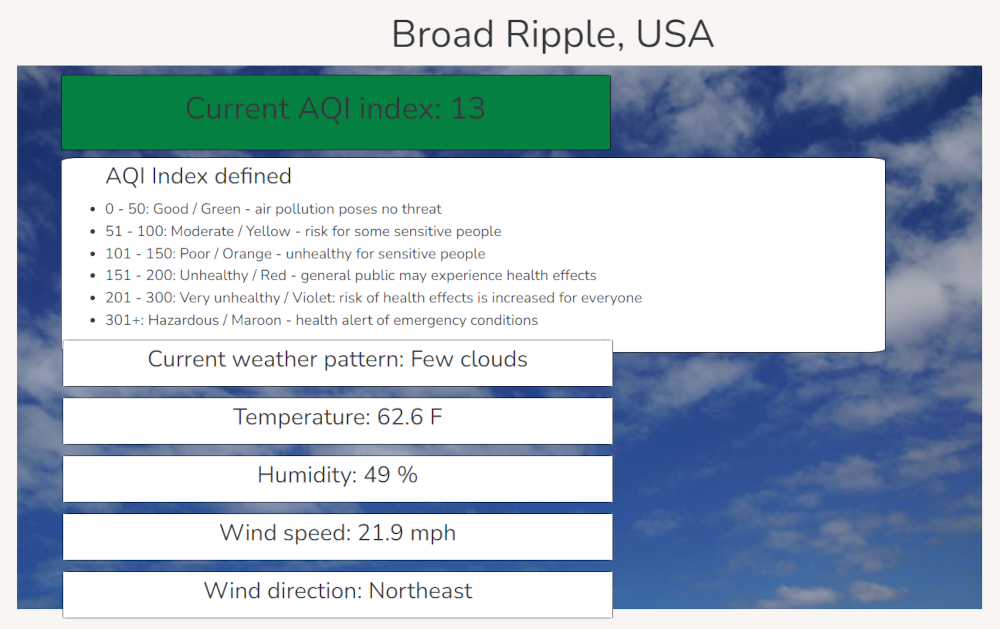 Broad Ripple, USA
Current AQI index: 13
AQI Index defined
0 - 50: Good / Green - air pollution poses no threat
51 - 100: Moderate / Yellow - risk for some sensitive people
101 - 150: Poor / Orange - unhealthy for sensitive people
151 - 200: Unhealthy / Red - general public may experience health effects
201 - 300: Very unhealthy / Violet: risk of health effects is increased for everyone
301+: Hazardous / Maroon - health alert of emergency conditions
Current weather pattern: Few clouds
Temperature: 62.6 F
Humidity: 49 %
Wind speed: 21.9 mph
Wind direction: Northeast